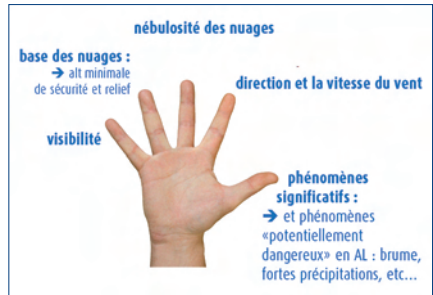 nébulosité des nuages
base des nuages :
➔ alt minimale
de sécurité et relief
direction et la vitesse du vent
visibilité
phénomènes
significatifs :
➔ et phénomènes
«potentiellement
dangereux» en AL : brume,
fortes précipitations, etc...